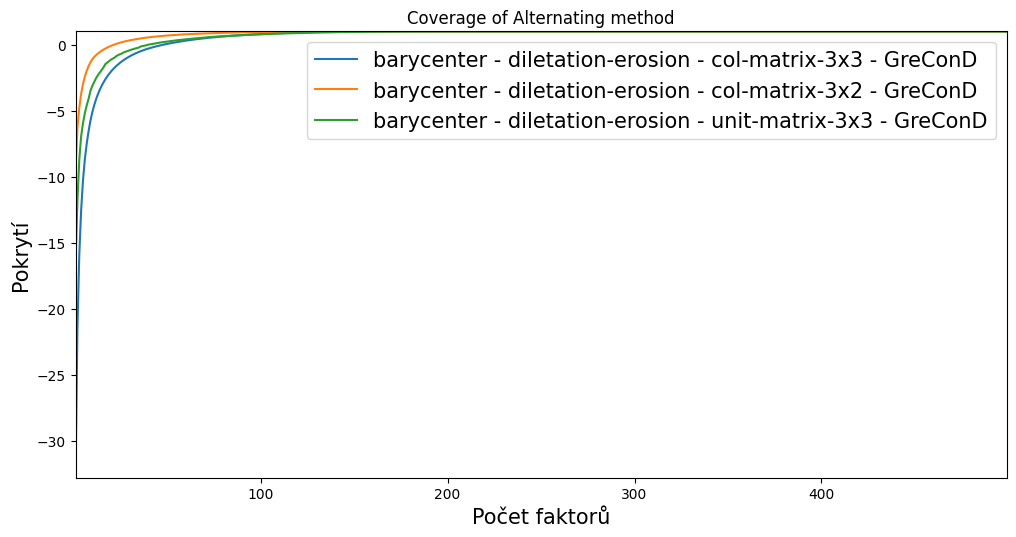 Coverage of Alternating method
barycenter - diletation-erosion - col-matrix-3x3 - GreConD
barycenter - diletation-erosion - col-matrix-3x2 - GreConD
barycenter - diletation-erosion - unit-matrix-3x3 - GreConD
Pokrytí
0
−5
−10
−15
−20
−25
−30
100
200
300
400
Počet faktorů